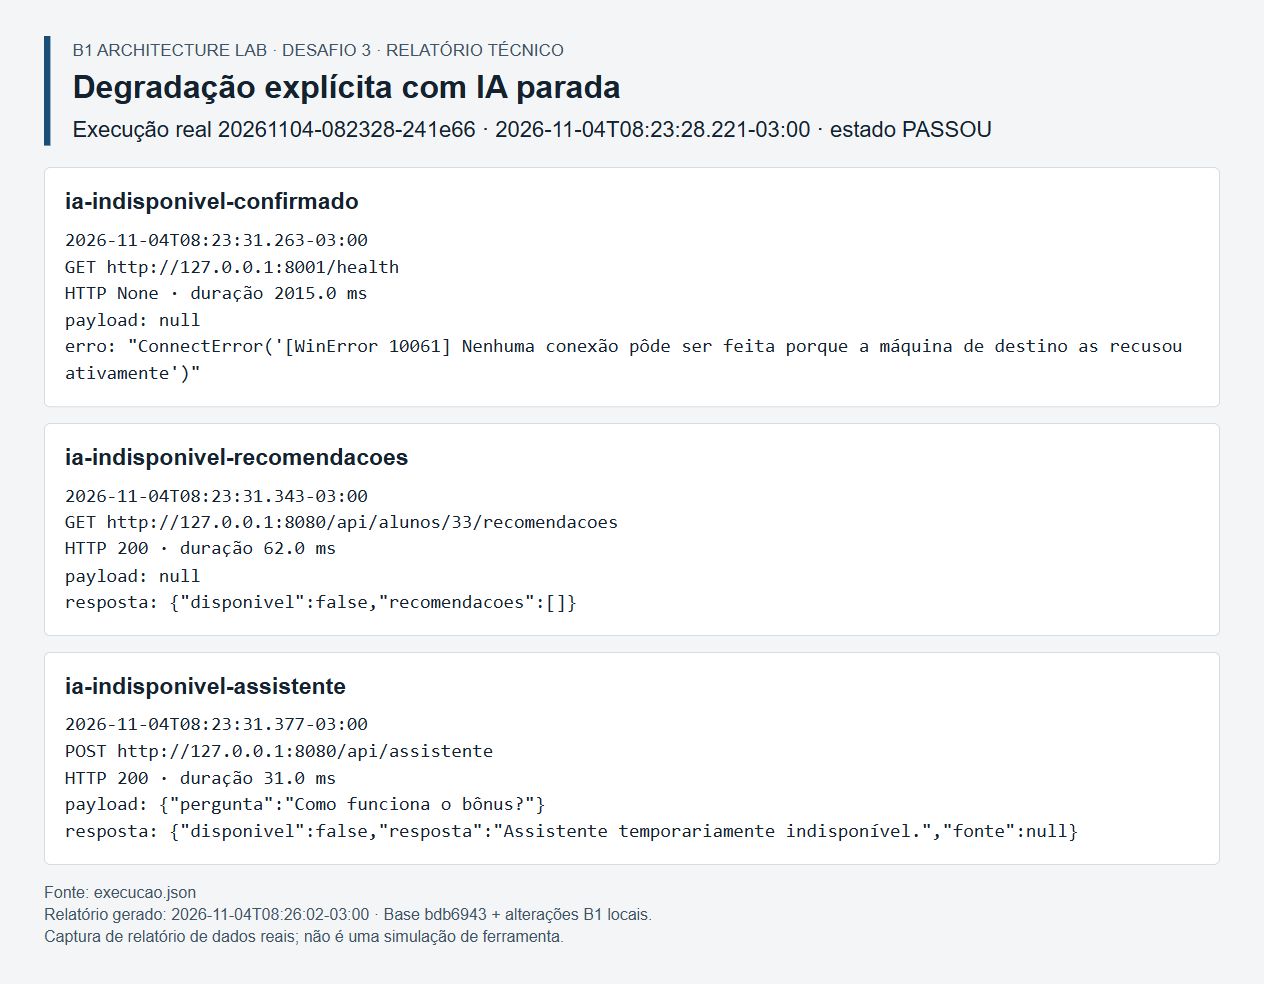 B1 ARCHITECTURE LAB · DESAFIO 3 · RELATÓRIO TÉCNICO
Degradação explícita com IA parada
Execução real 20261104-082328-241e66 · 2026-11-04T08:23:28.221-03:00 · estado PASSOU
ia-indisponivel-confirmado
2026-11-04T08:23:31.263-03:00
GET http://127.0.0.1:8001/health
HTTP None · duração 2015.0 ms
payload: null
erro: "ConnectError('[WinError 10061] Nenhuma conexão pôde ser feita porque a máquina de destino as recusou
ativamente')"
ia-indisponivel-recomendacoes
2026-11-04T08:23:31.343-03:00
GET http://127.0.0.1:8080/api/alunos/33/recomendacoes
HTTP 200 · duração 62.0 ms
payload: null
resposta: {"disponivel":false,"recomendacoes":[]}
ia-indisponivel-assistente
2026-11-04T08:23:31.377-03:00
POST http://127.0.0.1:8080/api/assistente
HTTP 200 · duração 31.0 ms
payload: {"pergunta":"Como funciona o bônus?"}
resposta: {"disponivel":false,"resposta":"Assistente temporariamente indisponível.","fonte":null}
Fonte: execucao.json
Relatório gerado: 2026-11-04T08:26:02-03:00 · Base bdb6943 + alterações B1 locais.
Captura de relatório de dados reais; não é uma simulação de ferramenta.